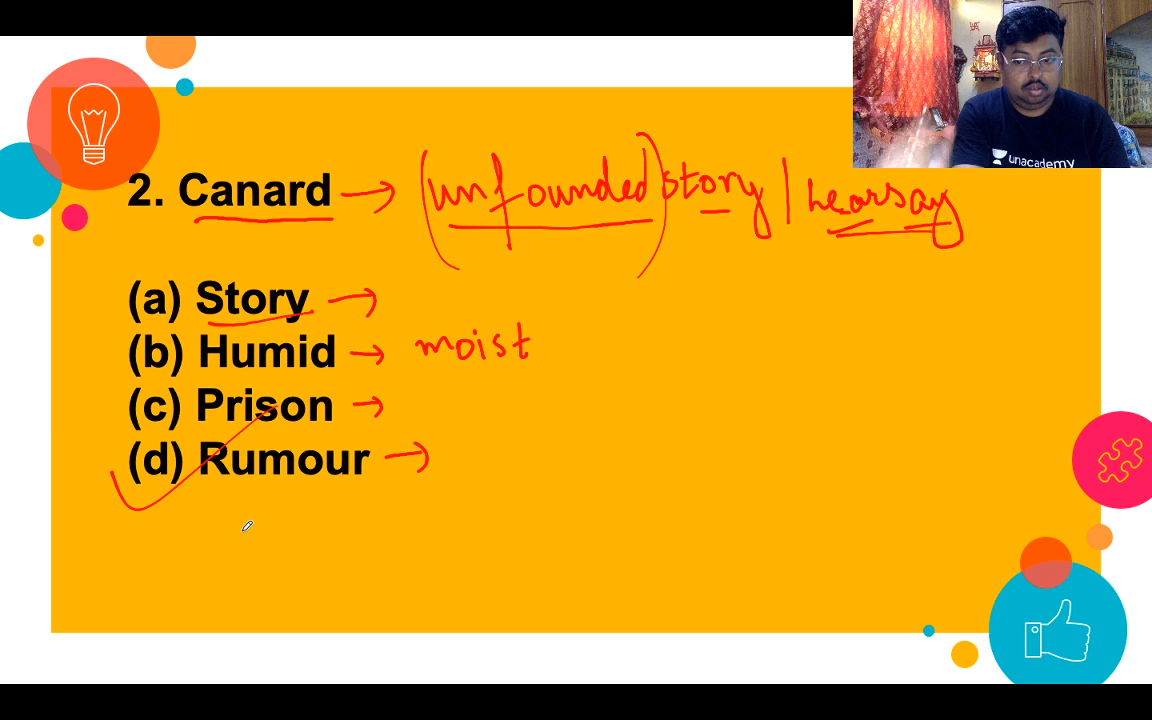 unacademy
2. Canard → (unfounded) story | hearsay
(a) Story →
(b) Humid → moist
(c) Prison →
(d) Rumour →